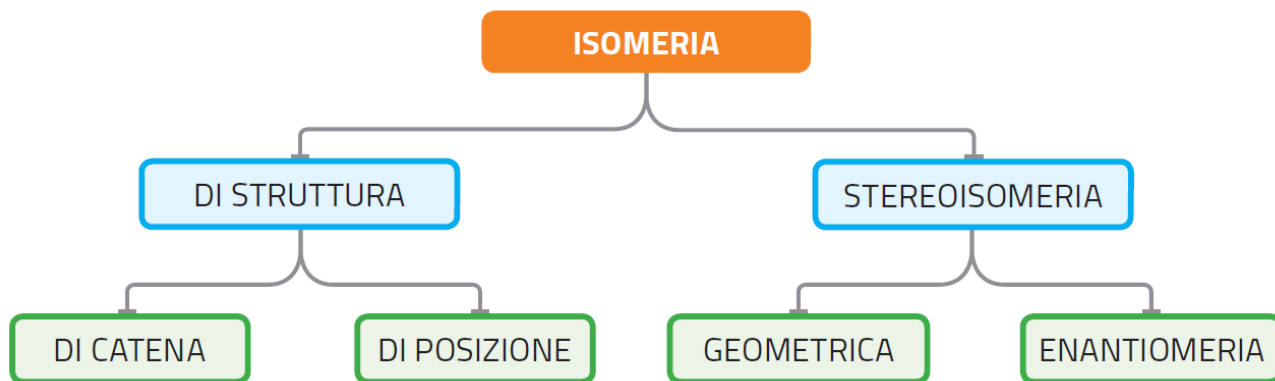 ISOMERIA
DI STRUTTURA
STEREOISOMERIA
DI CATENA
DI POSIZIONE
GEOMETRICA
ENANTIOMERIA